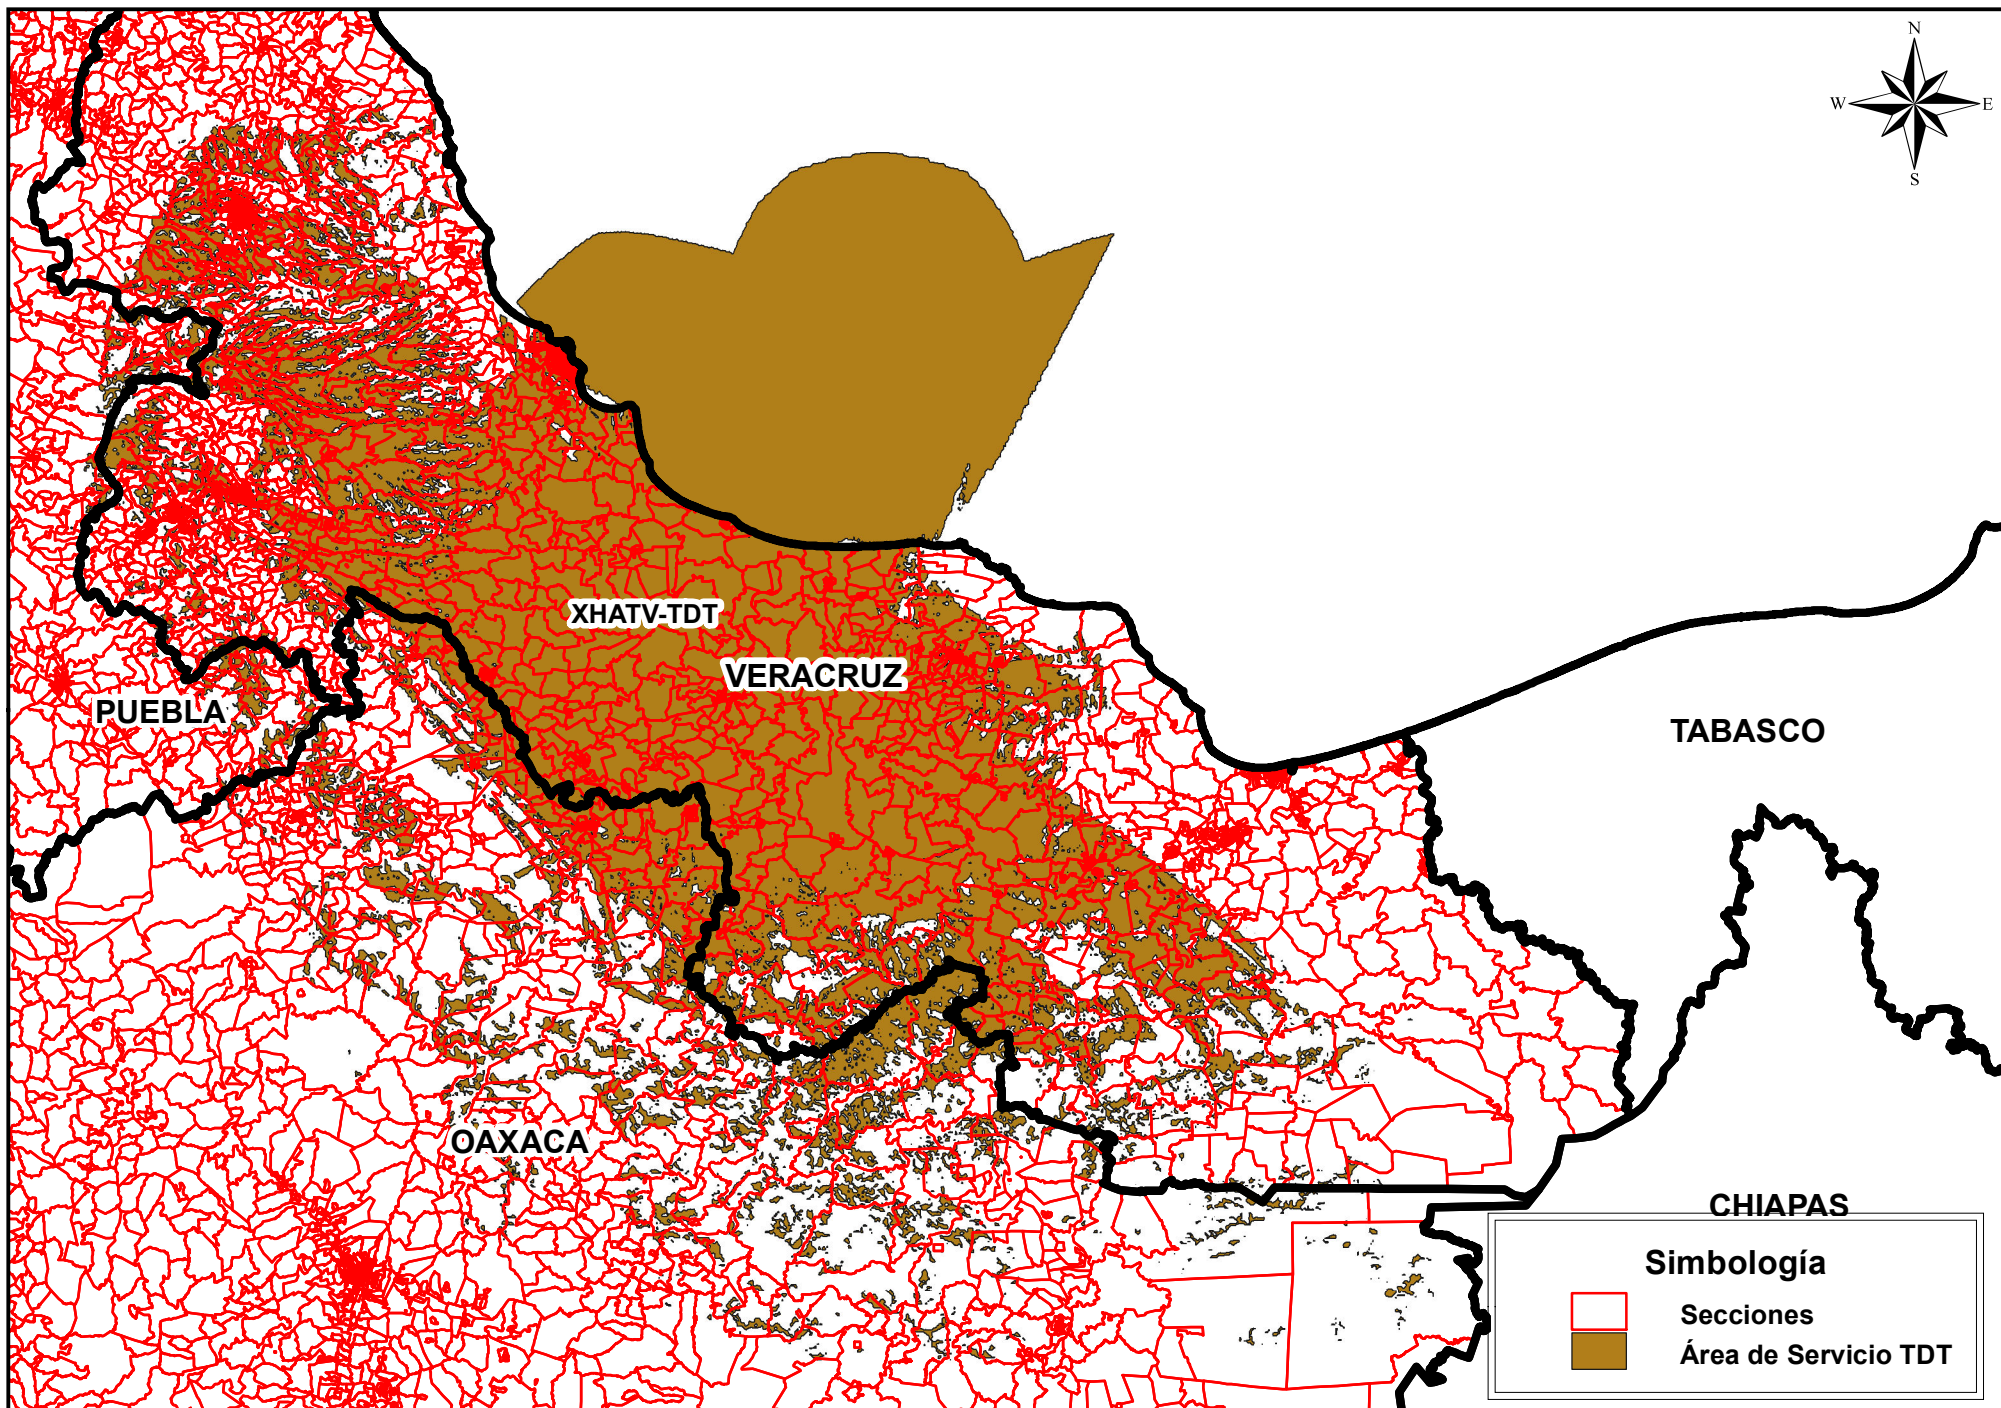 N
W E
S
XHATV-TDT
VERACRUZ
PUEBLA
TABASCO
OAXACA
CHIAPAS
Simbología
Secciones
Área de Servicio TDT